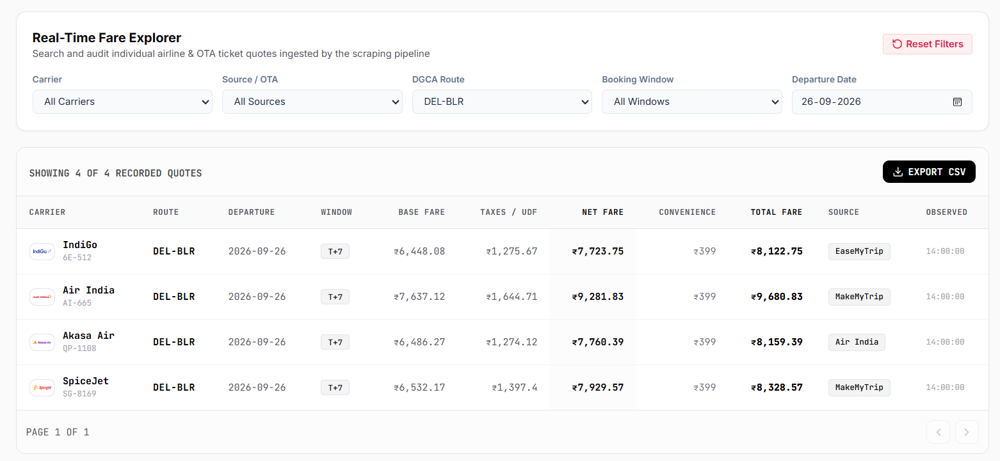 Real-Time Fare Explorer
Search and audit individual airline & OTA ticket quotes ingested by the scraping pipeline
Reset Filters
Carrier Source / OTA DGCA Route Booking Window Departure Date
All Carriers All Sources DEL-BLR All Windows 26-09-2026
SHOWING 4 OF 4 RECORDED QUOTES
EXPORT CSV
CARRIER ROUTE DEPARTURE WINDOW BASE FARE TAXES / UDF NET FARE CONVENIENCE TOTAL FARE SOURCE OBSERVED
IndiGo IndiGo DEL-BLR 2026-09-26 T+7 ₹6,448.08 ₹1,275.67 ₹7,723.75 ₹399 ₹8,122.75 EaseMyTrip 14:00:00
6E-512
AIR INDIA Air India DEL-BLR 2026-09-26 T+7 ₹7,637.12 ₹1,644.71 ₹9,281.83 ₹399 ₹9,680.83 MakeMyTrip 14:00:00
AI-665
Akasa Air Akasa Air DEL-BLR 2026-09-26 T+7 ₹6,486.27 ₹1,274.12 ₹7,760.39 ₹399 ₹8,159.39 Air India 14:00:00
QP-1108
Spicejet SpiceJet DEL-BLR 2026-09-26 T+7 ₹6,532.17 ₹1,397.4 ₹7,929.57 ₹399 ₹8,328.57 MakeMyTrip 14:00:00
SG-8169
PAGE 1 OF 1